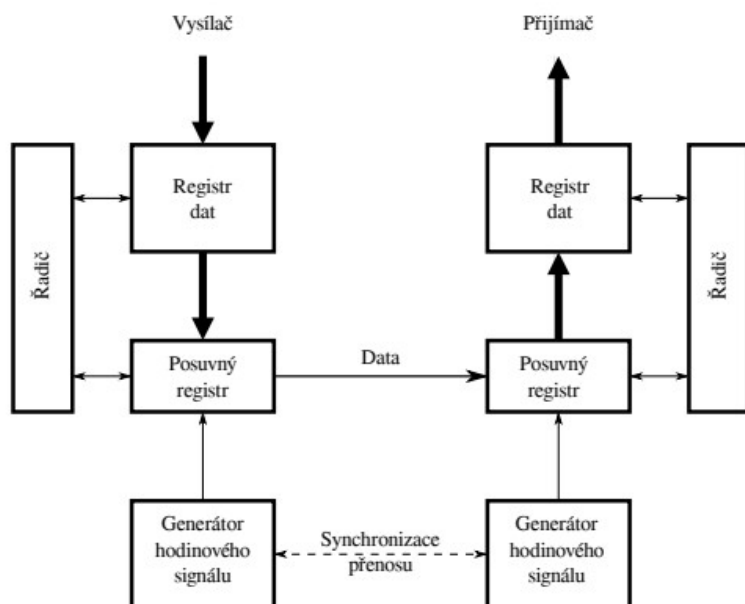 Vysílač
Přijímač
Registr
dat
Registr
dat
Řadič
Řadič
Posuvný
registr
Data
Posuvný
registr
Generátor
hodinového
signálu
Synchronizace
přenosu
Generátor
hodinového
signálu